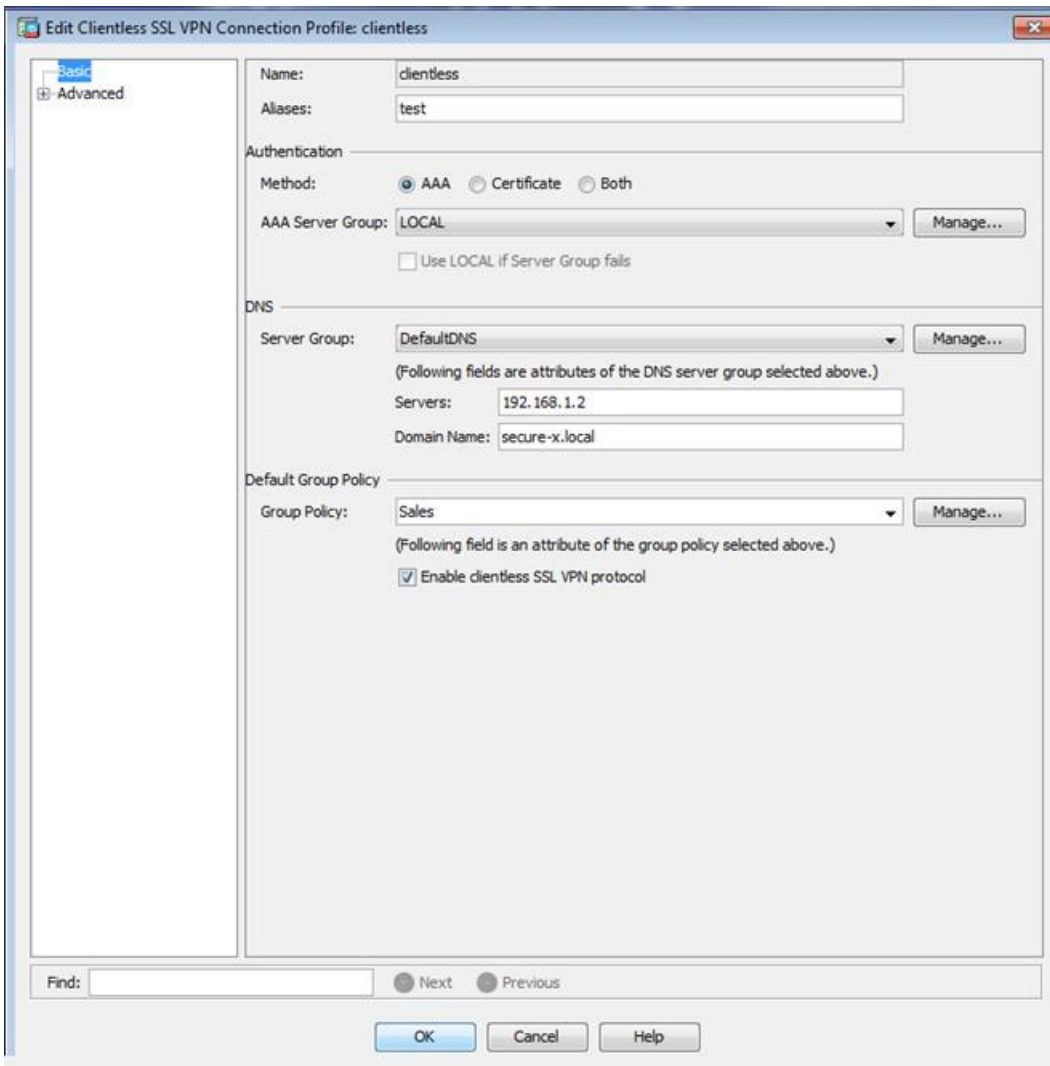 Edit Clientless SSL VPN Connection Profile: clientless
Basic
Advanced
Name: clientless
Aliases: test
Authentication
Method: AAA Certificate Both
AAA Server Group: LOCAL Manage...
Use LOCAL if Server Group fails
DNS
Server Group: DefaultDNS Manage...
(Following fields are attributes of the DNS server group selected above.)
Servers: 192.168.1.2
Domain Name: secure-x.local
Default Group Policy
Group Policy: Sales Manage...
(Following field is an attribute of the group policy selected above.)
Enable clientless SSL VPN protocol
Find: Next Previous
OK Cancel Help